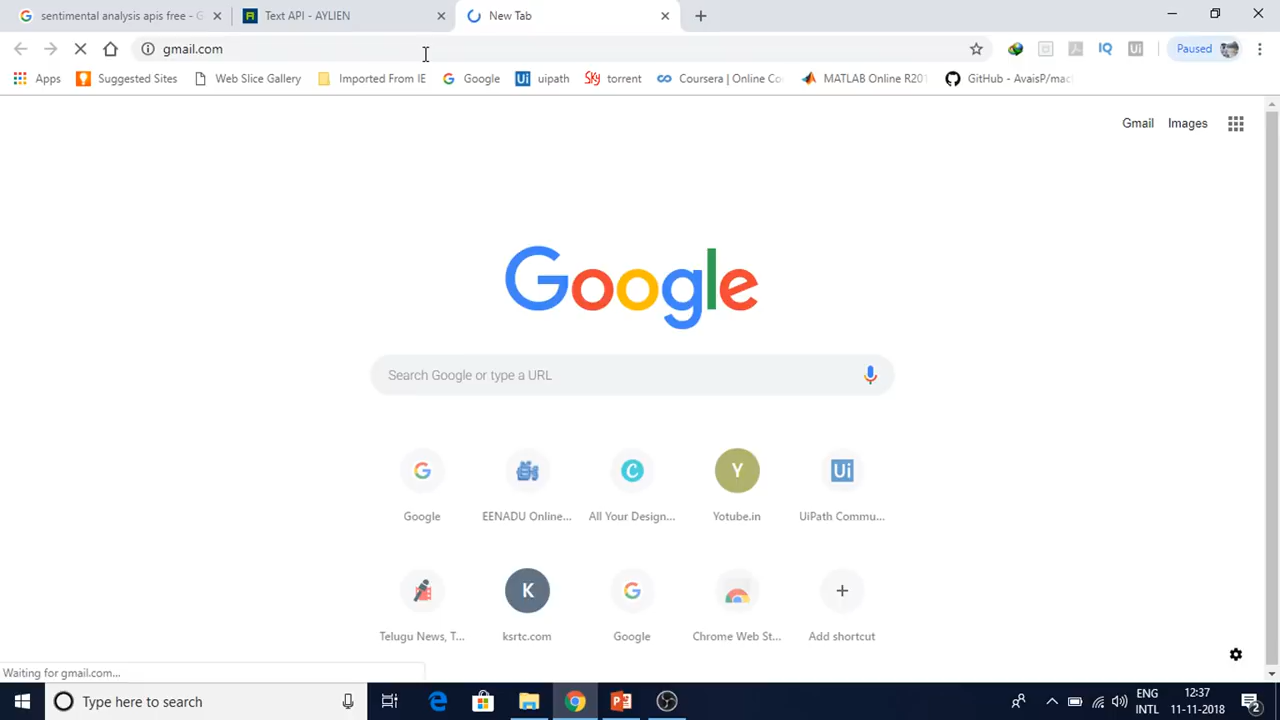 sentimental analysis apis free - G
Text API - AYLIEN
New Tab
gmail.com
Paused
Apps
Suggested Sites
Web Slice Gallery
Imported From IE
Google
uipath
torrent
Coursera | Online Co
MATLAB Online R201
GitHub - AvaisP/mac
Gmail
Images
Google
Search Google or type a URL
Google
EENADU Online...
All Your Design...
Yotube.in
UiPath Commu...
Telugu News, T...
ksrtc.com
Google
Chrome Web St...
Add shortcut
Waiting for gmail.com...
Type here to search
ENG
INTL
12:37
11-11-2018
2